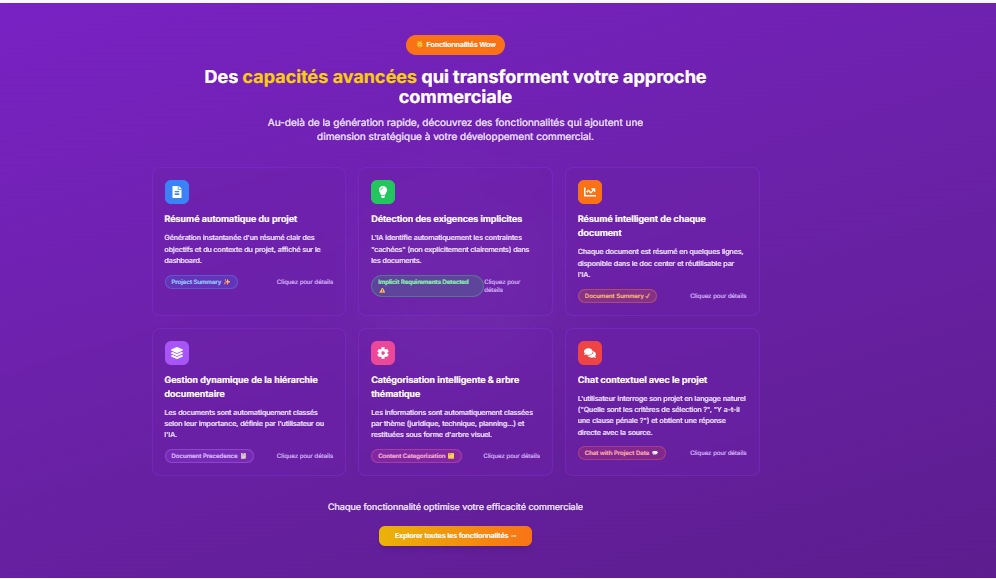 Fonctionnalités Wow
Des capacités avancées qui transforment votre approche
commerciale
Au-delà de la génération rapide, découvrez des fonctionnalités qui ajoutent une
dimension stratégique à votre développement commercial.
Résumé automatique du projet
Génération instantanée d'un résumé clair des
objectifs et du contexte du projet, affiché sur le
dashboard.
Project Summary ✨
Cliquez pour détails
Détection des exigences implicites
L'IA identifie automatiquement les contraintes
"cachées" (non explicitement clairements) dans
les documents.
Implicit Requirements Detected
⚠️
Cliquez pour
détails
Résumé intelligent de chaque
document
Chaque document est résumé en quelques lignes,
disponible dans le doc center et réutilisable par
l'IA.
Document Summary ✓
Cliquez pour détails
Gestion dynamique de la hiérarchie
documentaire
Les documents sont automatiquement classés
selon leur importance, définie par l'utilisateur ou
l'IA.
Document Precedence
Cliquez pour détails
Catégorisation intelligente & arbre
thématique
Les informations sont automatiquement classées
par thème (juridique, technique, planning...) et
restituées sous forme d'arbre visuel.
Content Categorization
Cliquez pour détails
Chat contextuel avec le projet
L'utilisateur interroge son projet en langage naturel
("Quelle sont les critères de sélection ?", "Y a-t-il
une clause pénale ?") et obtient une réponse
directe avec la source.
Chat with Project Data 💬
Cliquez pour détails
Chaque fonctionnalité optimise votre efficacité commerciale
Explorer toutes les fonctionnalités →